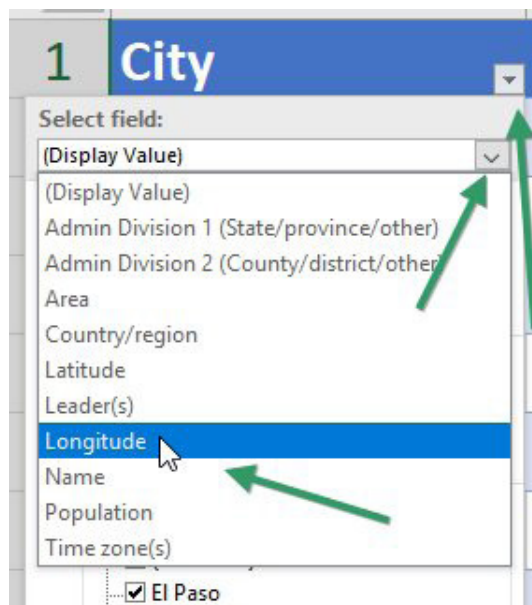 1 City
Select field:
(Display Value)
(Display Value)
Admin Division 1 (State/province/other)
Admin Division 2 (County/district/other)
Area
Country/region
Latitude
Leader(s)
Longitude
Name
Population
Time zone(s)
El Paso